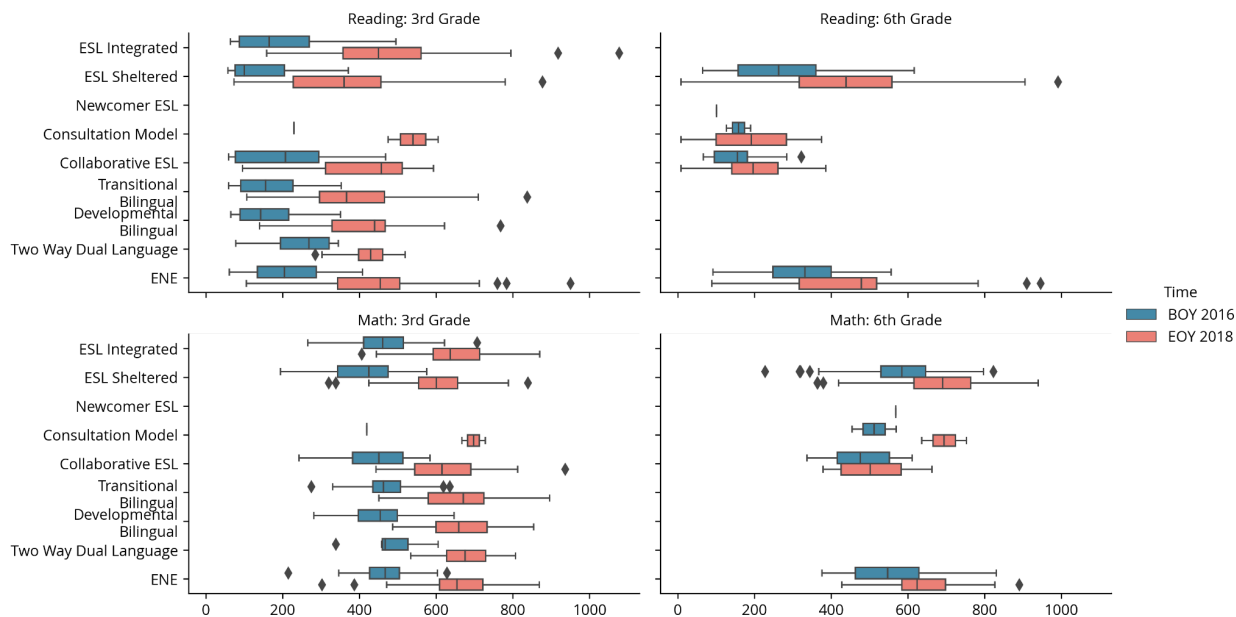 Reading: 3rd Grade
Reading: 6th Grade
ESL Integrated
ESL Sheltered
Newcomer ESL
Consultation Model
Collaborative ESL
Transitional
Bilingual
Developmental
Bilingual
Two Way Dual Language
ENE
0 200 400 600 800 1000
0 200 400 600 800 1000
Time
BOY 2016
EOY 2018
Math: 3rd Grade
Math: 6th Grade
ESL Integrated
ESL Sheltered
Newcomer ESL
Consultation Model
Collaborative ESL
Transitional
Bilingual
Developmental
Bilingual
Two Way Dual Language
ENE